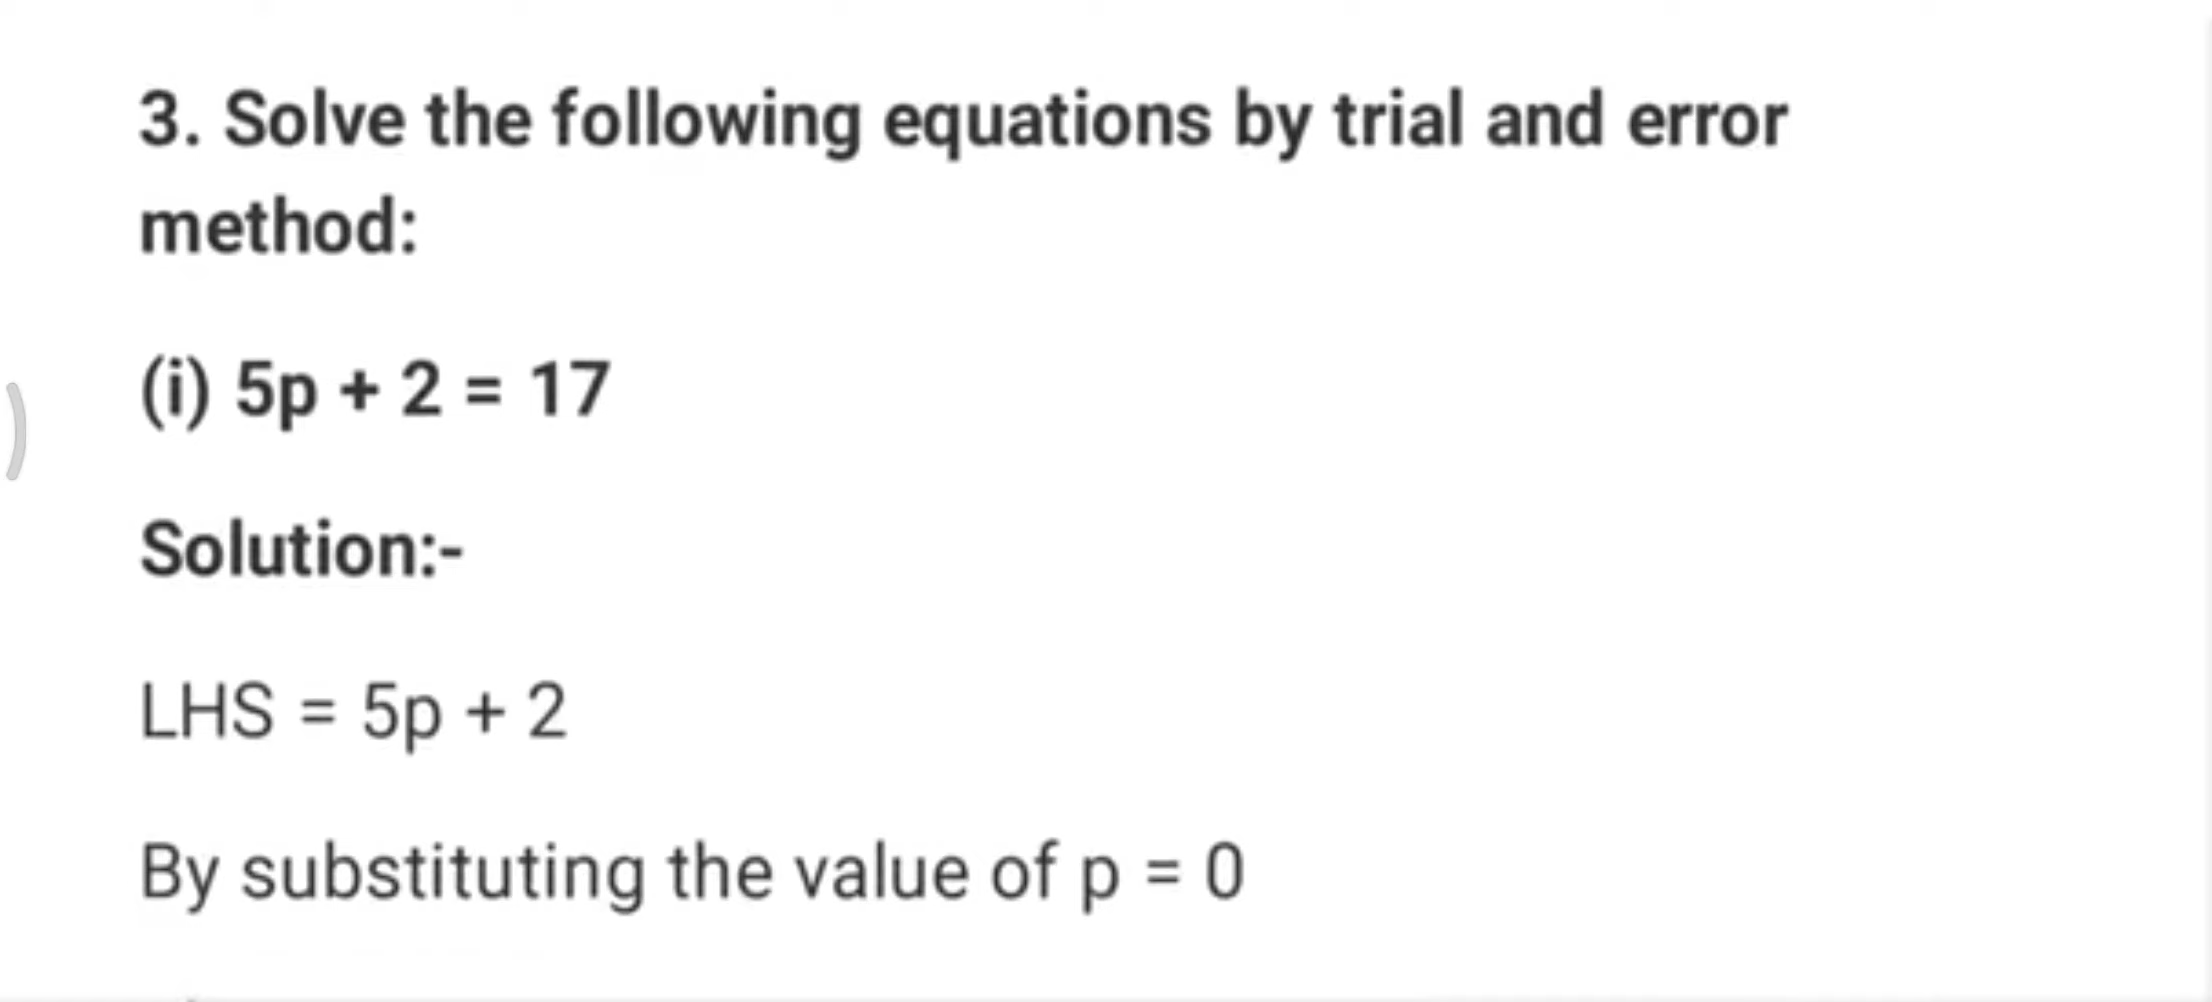 3. Solve the following equations by trial and error
method:
(i) 5p + 2 = 17
Solution:-
LHS = 5p + 2
By substituting the value of p = 0